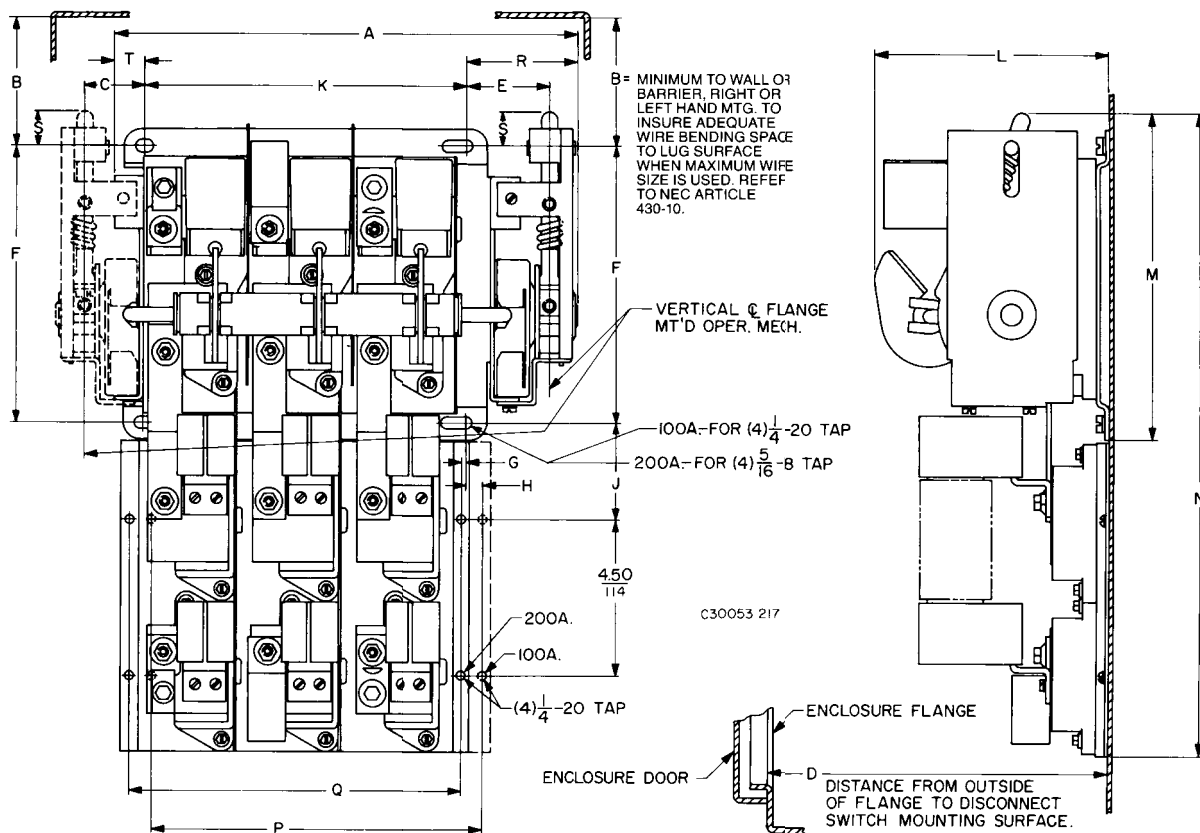 A
B
T
C
K
R
E
B= MINIMUM TO WALL OR
BARRIER, RIGHT OR
LEFT HAND MTG. TO
INSURE ADEQUATE
WIRE BENDING SPACE
TO LUG SURFACE
WHEN MAXIMUM WIRE
SIZE IS USED. REFER
TO NEC ARTICLE
430-10.
S
S
F
F
L
M
N
VERTICAL ℄ FLANGE
MT'D OPER. MECH.
100A.-FOR (4) 1/4 -20 TAP
200A.-FOR (4) 5/16 -8 TAP
G
H
J
4.50
114
C30053 217
200A.
100A.
(4) 1/4 -20 TAP
Q
P
ENCLOSURE FLANGE
ENCLOSURE DOOR
D
DISTANCE FROM OUTSIDE
OF FLANGE TO DISCONNECT
SWITCH MOUNTING SURFACE.